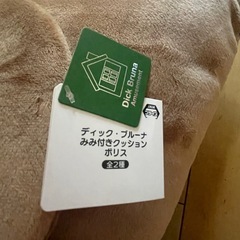 Dick Bruna
Amusement
ディック・ブルーナ
みみ付きクッション
ボリス
全2種